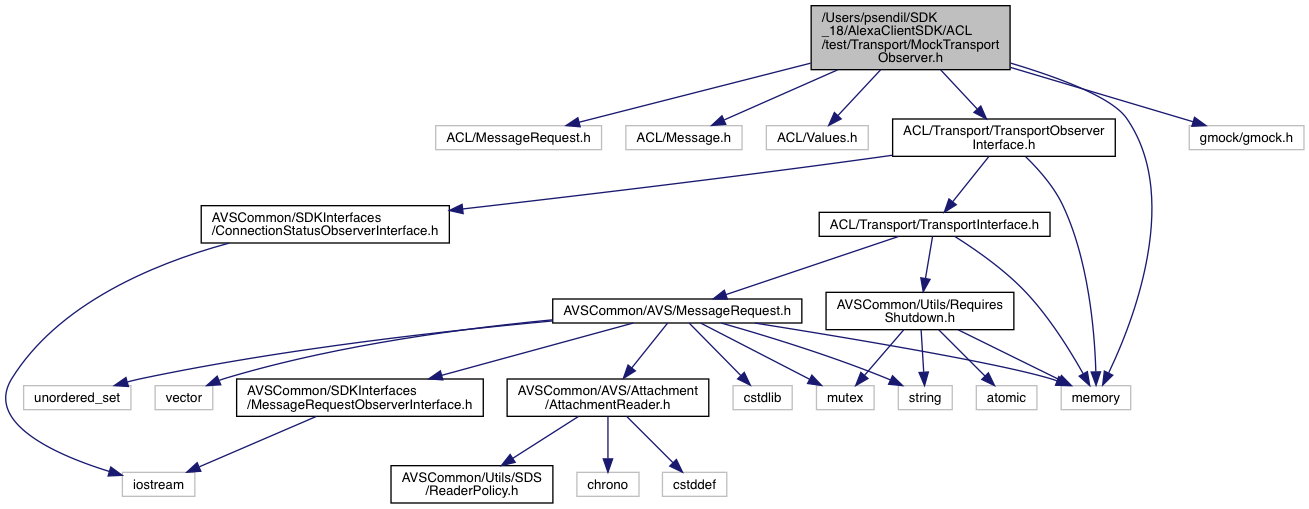 /Users/psendil/SDK
_18/AlexaClientSDK/ACL
/test/Transport/MockTransport
Observer.h
ACL/MessageRequest.h
ACL/Message.h
ACL/Values.h
ACL/Transport/TransportObserver
Interface.h
gmock/gmock.h
AVSCommon/SDKInterfaces
/ConnectionStatusObserverInterface.h
ACL/Transport/TransportInterface.h
AVSCommon/AVS/MessageRequest.h
AVSCommon/Utils/Requires
Shutdown.h
unordered_set
vector
AVSCommon/SDKInterfaces
/MessageRequestObserverInterface.h
AVSCommon/AVS/Attachment
/AttachmentReader.h
cstdlib
mutex
string
atomic
memory
iostream
AVSCommon/Utils/SDS
/ReaderPolicy.h
chrono
cstddef